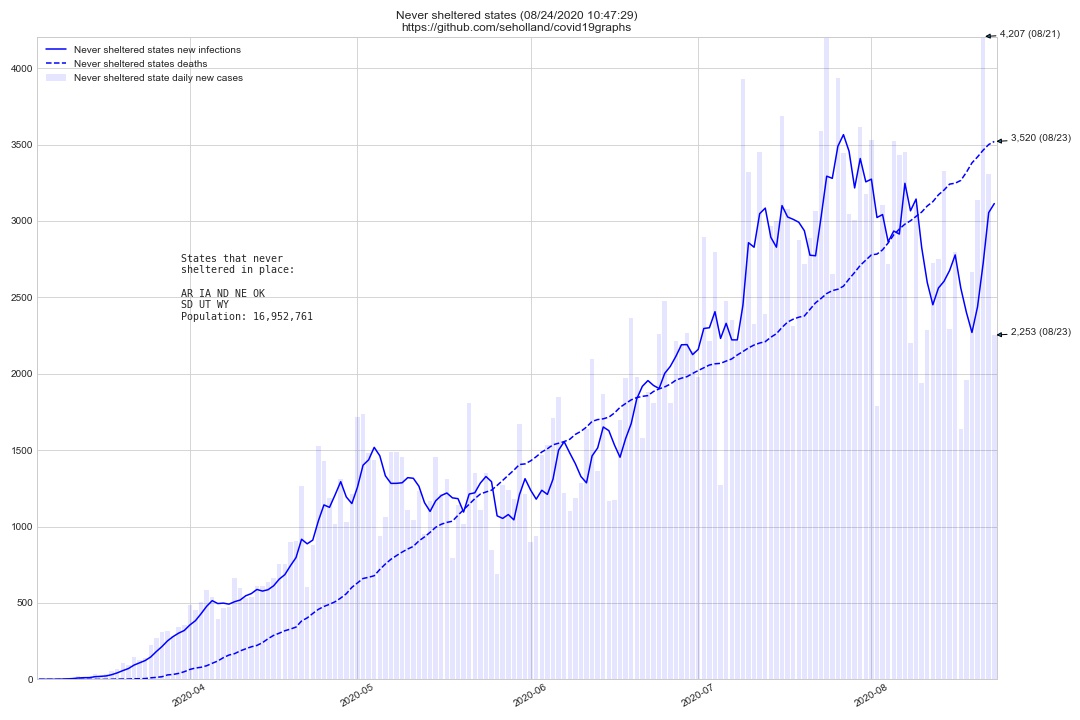 Never sheltered states (08/24/2020 10:47:29)
https://github.com/seholland/covid19graphs
4,207 (08/21)
Never sheltered states new infections
Never sheltered states deaths
Never sheltered state daily new cases
4000
3500
3,520 (08/23)
3000
States that never
sheltered in place:
AR IA ND NE OK
SD UT WY
Population: 16,952,761
2500
2,253 (08/23)
2000
1500
1000
500
0
2020-04
2020-05
2020-06
2020-07
2020-08